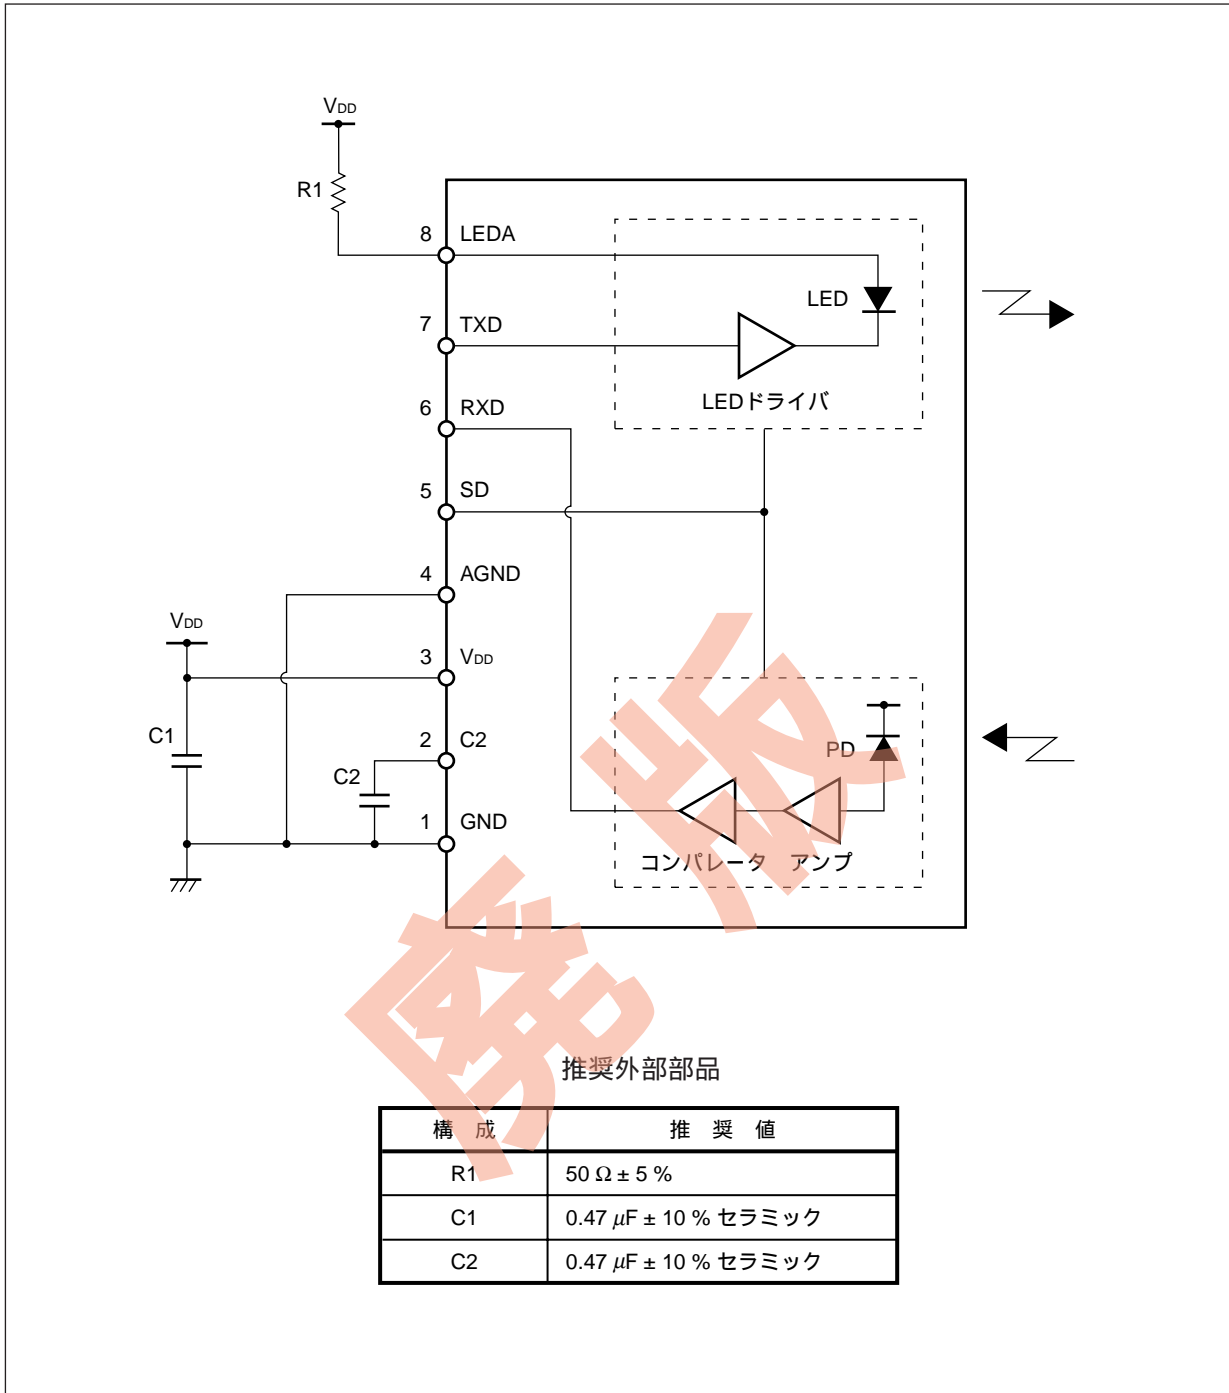 VDD
R1
8 LEDA
LED
7 TXD
LEDドライバ
6 RXD
5 SD
4 AGND
VDD
3 VDD
C1
2 C2
PD
C2
1 GND
コンパレータ アンプ
廃版
推奨外部部品
構 成 推 奨 値
R1 50 Ω ± 5 %
C1 0.47 μF ± 10 % セラミック
C2 0.47 μF ± 10 % セラミック